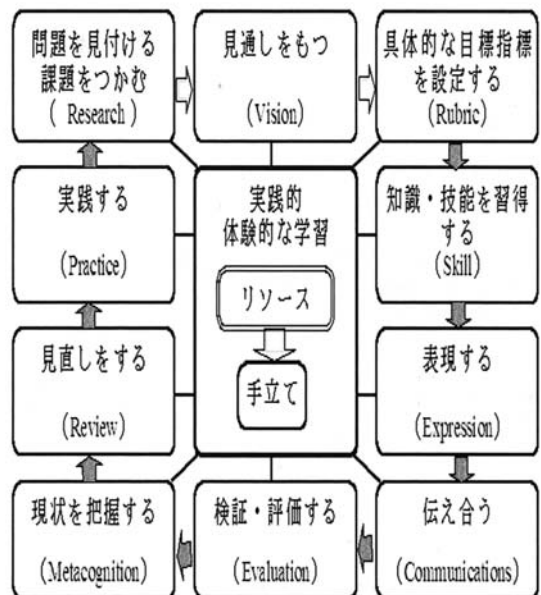 問題を見付ける
課題をつかむ
( Research )
見通しをもつ
(Vision)
具体的な目標指標
を設定する
(Rubric)
実践する
(Practice)
実践的
体験的な学習
リソース
手立て
知識・技能を習得
する
(Skill)
見直しをする
(Review)
表現する
(Expression)
現状を把握する
(Metacognition)
検証・評価する
(Evaluation)
伝え合う
(Communications)